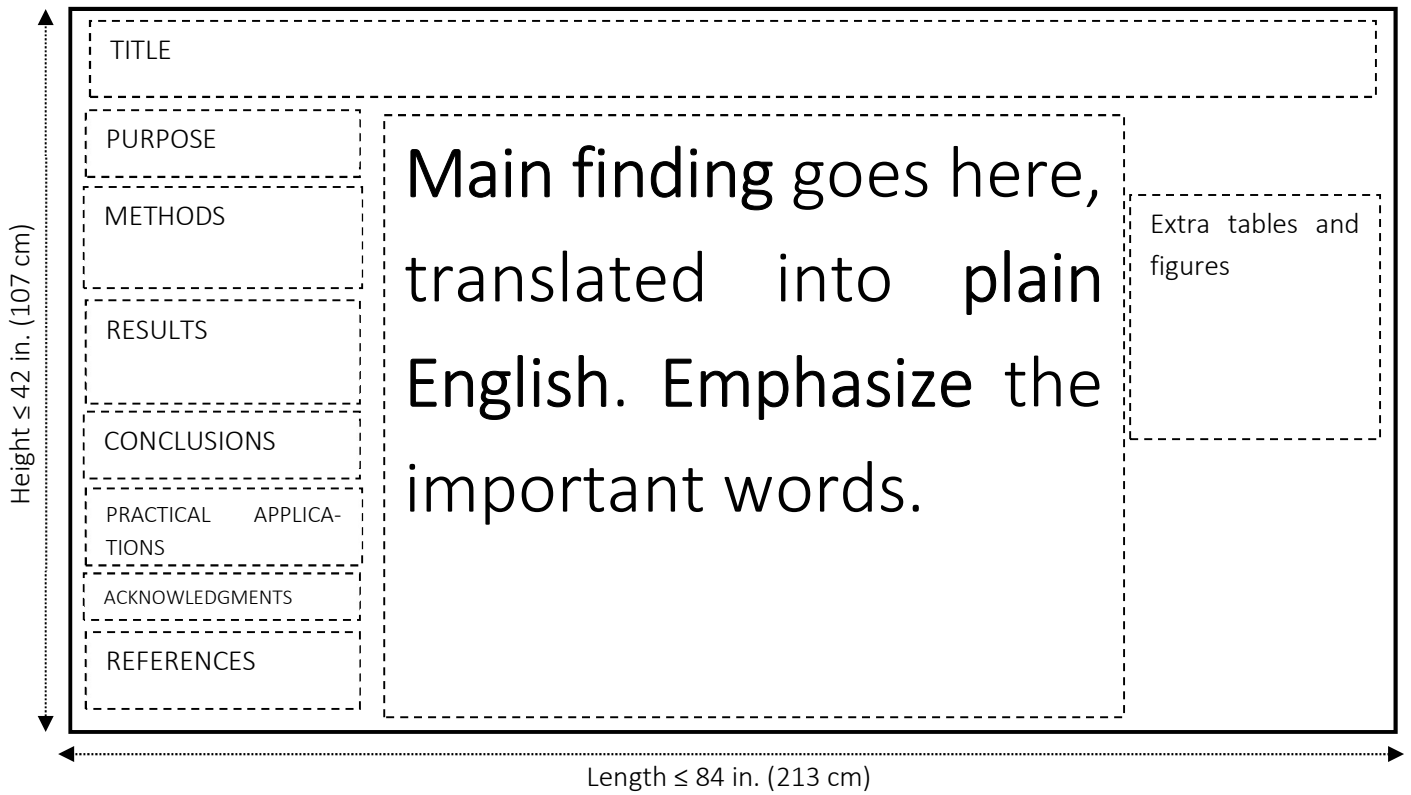 TITLE
PURPOSE
METHODS
RESULTS
CONCLUSIONS
PRACTICAL APPLICA-
TIONS
ACKNOWLEDGMENTS
REFERENCES
Main finding goes here,
translated into plain
English. Emphasize the
important words.
Extra tables and
figures
Height ≤ 42 in. (107 cm)
Length ≤ 84 in. (213 cm)